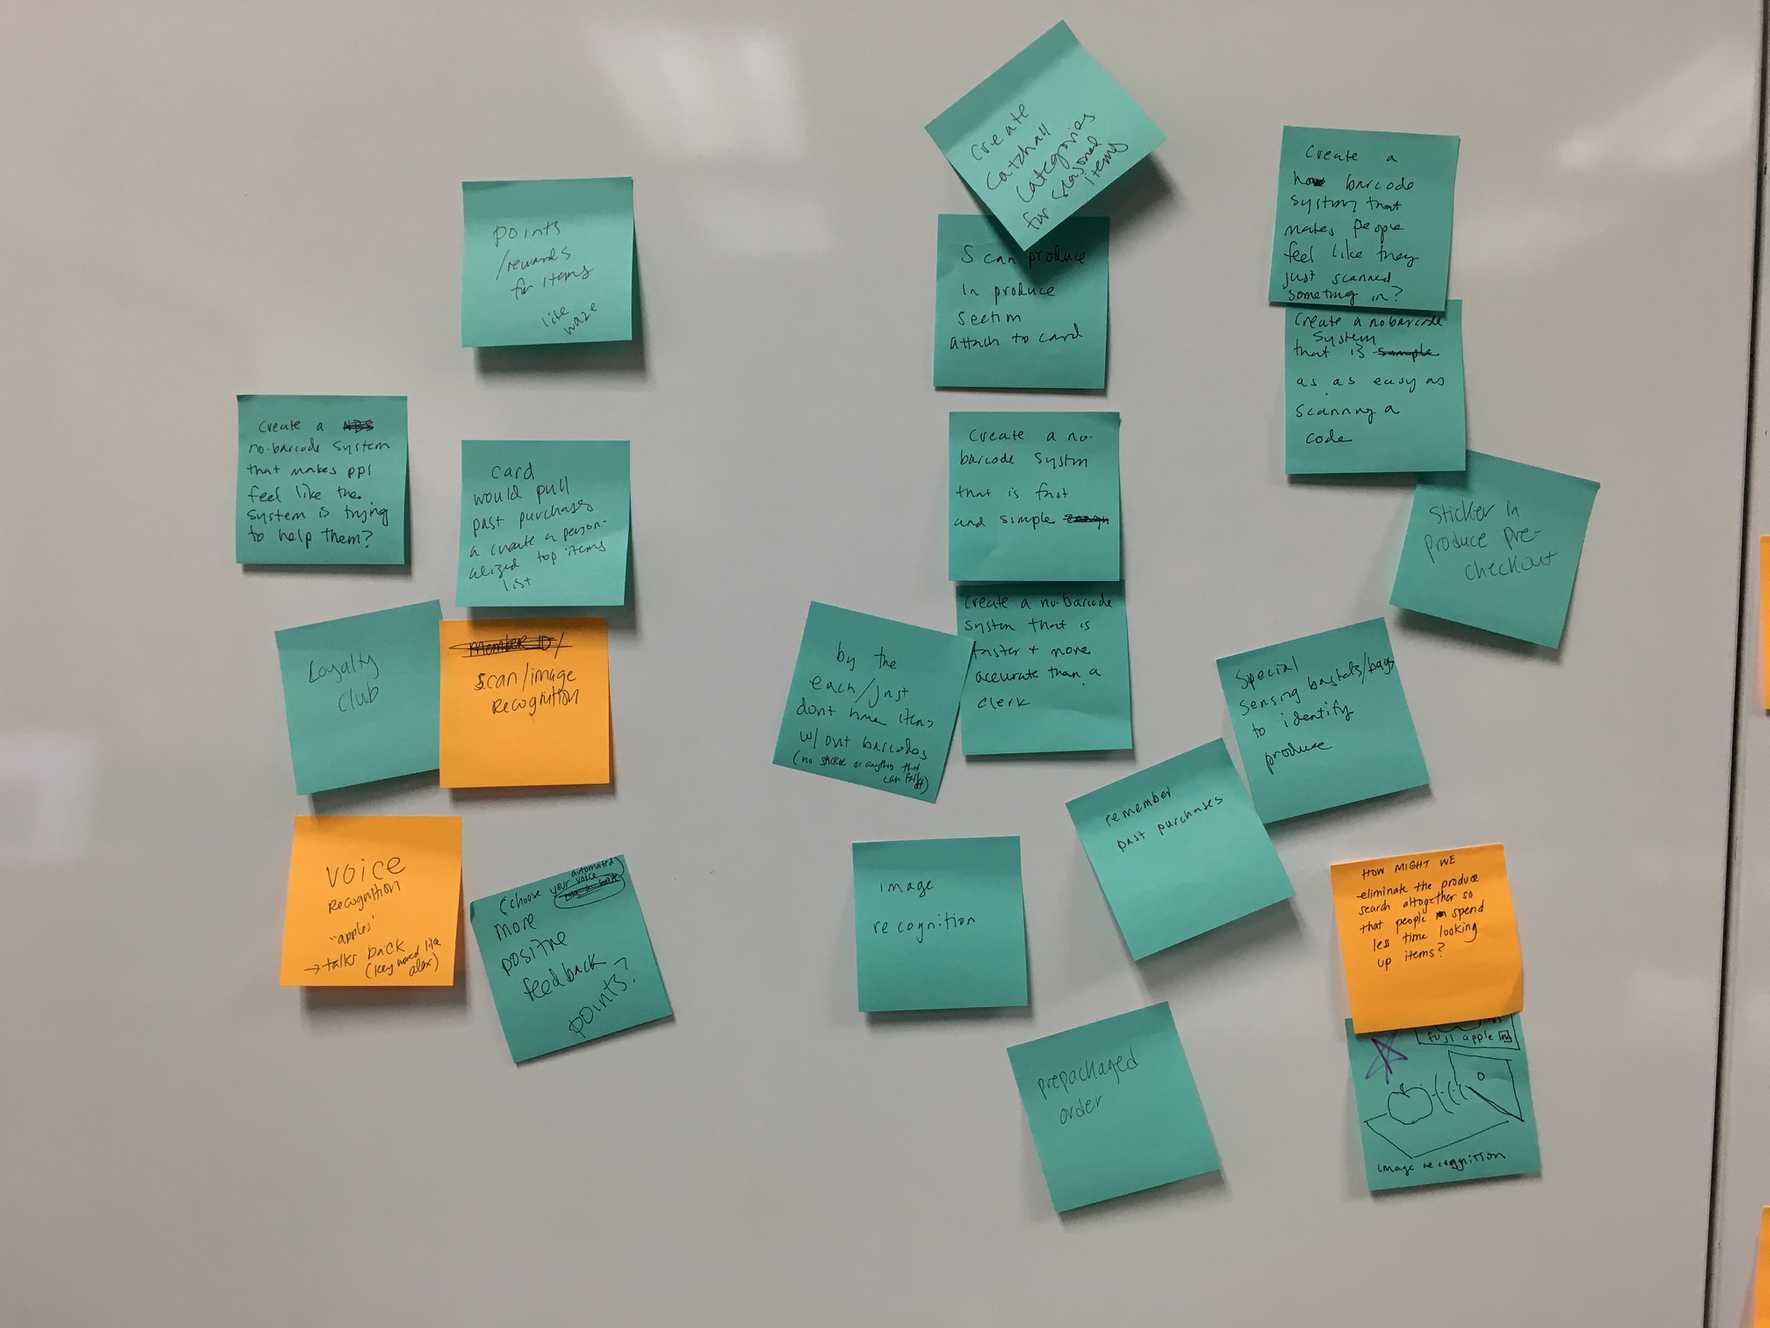 points
/rewards
for items
like waze
Create a
no-barcode system
that makes ppl
feel like the
system is trying
to help them?
card
would pull
past purchases
a create a person-
alized top items
list
Loyalty
club
Member ID/
scan/image
recognition
VOICE
Recognition
"apples"
→ talks back
(key word like
alex)
(choose your voice
automated
more
positive
feedback
points?
Create
catchall
categories
for seasonal
items
Scan produce
in produce
section
attach to card
Create a no-
barcode system
that is fast
and simple
Create a no-barcode
system that is
faster + more
accurate than a
clerk
by the
each/just
dont have items
w/out barcodes
(no sticker or anything that
can fall off)
image
recognition
remember
past purchases
prepackaged
order
Create a
barcode
system that
makes people
feel like they
just scanned
someting in?
Create a no barcode
system
that is simple
as as easy as
scanning a
code
Sticker in
produce pre-
checkout
Special
sensing baskets/bags
to identify
produce
HOW MIGHT WE
eliminate the produce
search altogether so
that people spend
less time looking
up items?
fuji apple
image recognition